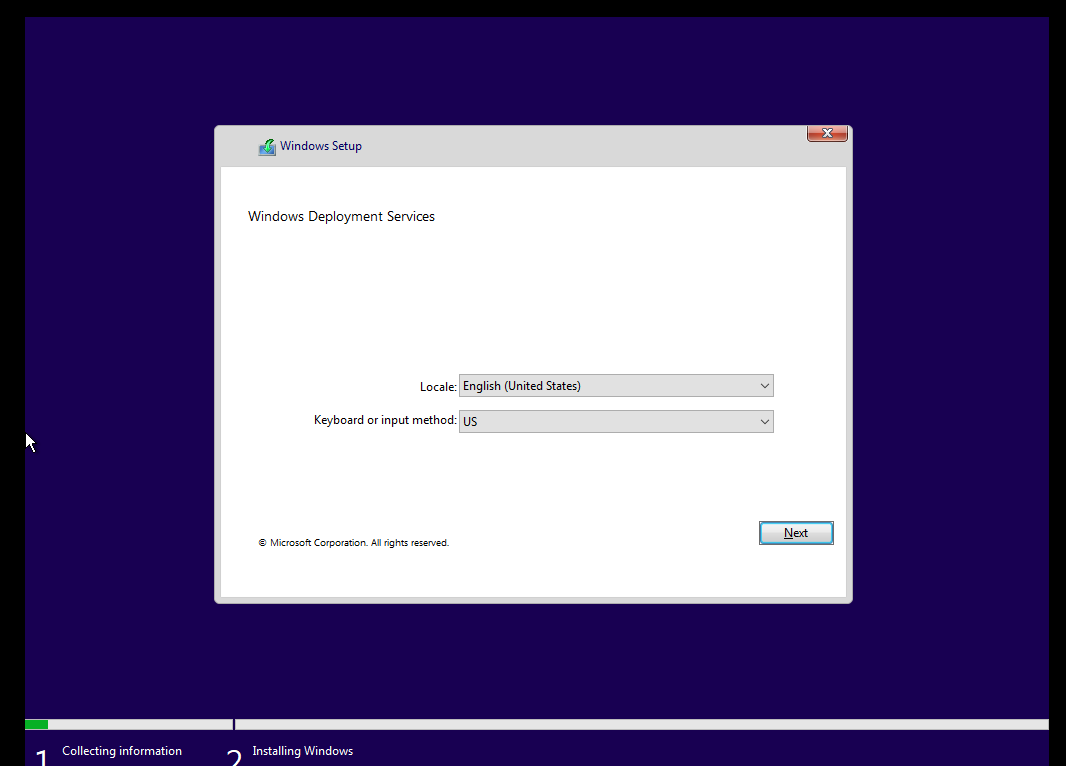 Windows Setup
Windows Deployment Services
Locale: English (United States)
Keyboard or input method: US
Next
© Microsoft Corporation. All rights reserved.
1 Collecting information 2 Installing Windows